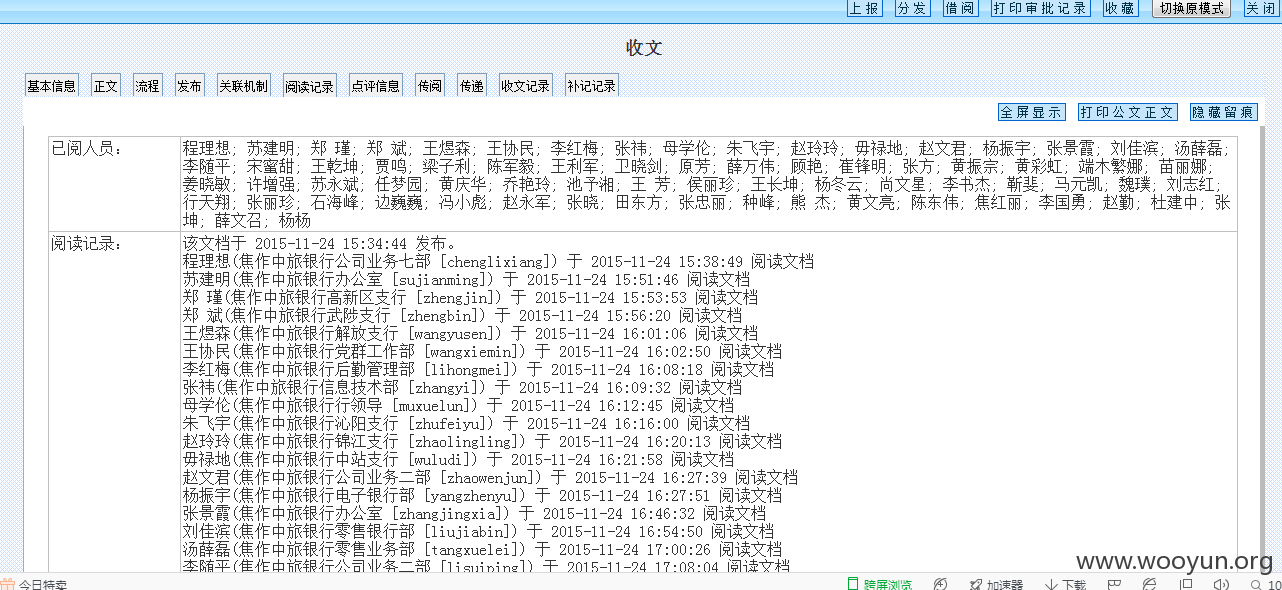 上报 分发 借阅 打印审批记录 收藏 切换原模式 关闭
收文
基本信息 正文 流程 发布 关联机制 阅读记录 点评信息 传阅 传递 收文记录 补记记录
全屏显示 打印公文正文 隐藏留痕
已阅人员: 程理想; 苏建明; 郑 瑾; 郑 斌; 王煜森; 王协民; 李红梅; 张祎; 母学伦; 朱飞宇; 赵玲玲; 毋禄地; 赵文君; 杨振宇; 张景霞; 刘佳滨; 汤薛磊;
李随平; 宋蜜甜; 王乾坤; 贾鸣; 梁子利; 陈军毅; 王利军; 卫晓剑; 原芳; 薛万伟; 顾艳; 崔锋明; 张方; 黄振宗; 黄彩虹; 端木繁娜; 苗丽娜;
姜晓敏; 许增强; 苏永斌; 任梦园; 黄庆华; 乔艳玲; 池予湘; 王 芳; 侯丽珍; 王长坤; 杨冬云; 尚文星; 李书杰; 靳斐; 马元凯; 魏璞; 刘志红;
行天翔; 张丽珍; 石海峰; 边巍巍; 冯小彪; 赵永军; 张晓; 田东方; 张忠丽; 种峰; 熊 杰; 黄文亮; 陈东伟; 焦红丽; 李国勇; 赵勤; 杜建中; 张
坤; 薛文召; 杨杨
阅读记录: 该文档于 2015-11-24 15:34:44 发布。
程理想(焦作中旅银行公司业务七部 [chenglixiang]) 于 2015-11-24 15:38:49 阅读文档
苏建明(焦作中旅银行办公室 [sujianming]) 于 2015-11-24 15:51:46 阅读文档
郑 瑾(焦作中旅银行高新区支行 [zhengjin]) 于 2015-11-24 15:53:53 阅读文档
郑 斌(焦作中旅银行武陟支行 [zhengbin]) 于 2015-11-24 15:56:20 阅读文档
王煜森(焦作中旅银行解放支行 [wangyusen]) 于 2015-11-24 16:01:06 阅读文档
王协民(焦作中旅银行党群工作部 [wangxiemin]) 于 2015-11-24 16:02:50 阅读文档
李红梅(焦作中旅银行后勤管理部 [lihongmei]) 于 2015-11-24 16:08:18 阅读文档
张祎(焦作中旅银行信息技术部 [zhangyi]) 于 2015-11-24 16:09:32 阅读文档
母学伦(焦作中旅银行行领导 [muxuelun]) 于 2015-11-24 16:12:45 阅读文档
朱飞宇(焦作中旅银行沁阳支行 [zhufeiyu]) 于 2015-11-24 16:16:00 阅读文档
赵玲玲(焦作中旅银行锦江支行 [zhaolingling]) 于 2015-11-24 16:20:13 阅读文档
毋禄地(焦作中旅银行中站支行 [wuludi]) 于 2015-11-24 16:21:58 阅读文档
赵文君(焦作中旅银行公司业务二部 [zhaowenjun]) 于 2015-11-24 16:27:39 阅读文档
杨振宇(焦作中旅银行电子银行部 [yangzhenyu]) 于 2015-11-24 16:27:51 阅读文档
张景霞(焦作中旅银行办公室 [zhangjingxia]) 于 2015-11-24 16:46:32 阅读文档
刘佳滨(焦作中旅银行零售银行部 [liujiabin]) 于 2015-11-24 16:54:50 阅读文档
汤薛磊(焦作中旅银行零售业务部 [tangxuelei]) 于 2015-11-24 17:00:26 阅读文档
李随平(焦作中旅银行公司业务二部 [lisuiping]) 于 2015-11-24 17:08:04 阅读文档
www.wooyun.org
今日特卖 跨屏浏览 加速器 下载 10